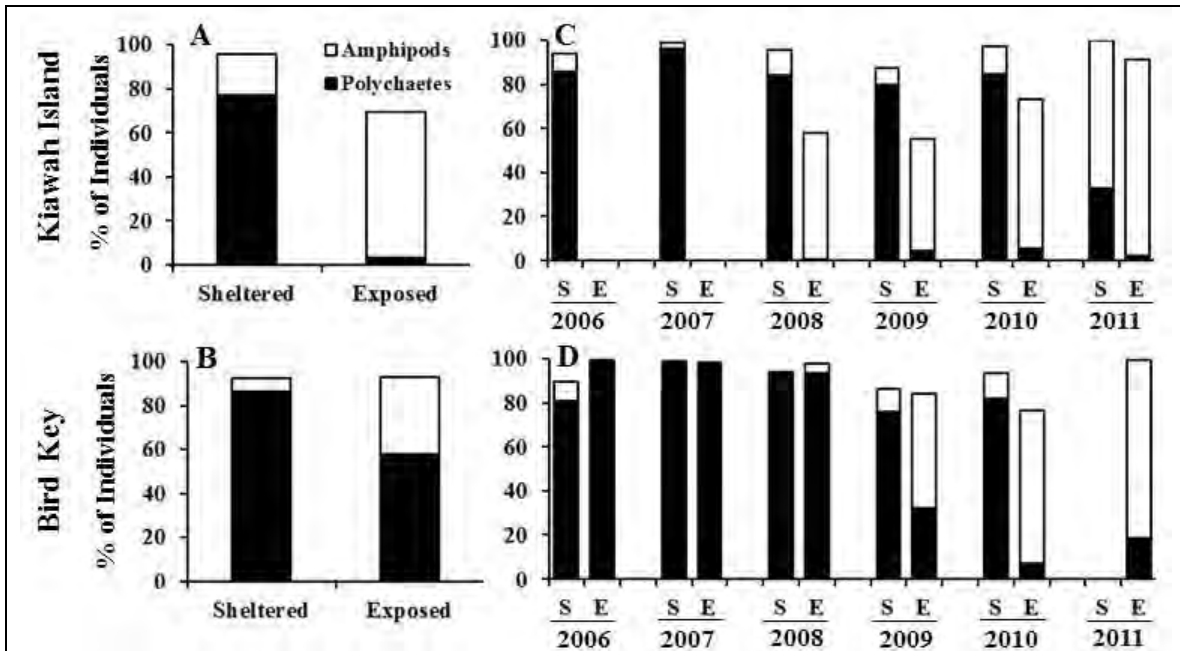 Kiawah Island
% of Individuals
A
Amphipods
Polychaetes
100
80
60
40
20
0
Sheltered Exposed
C
100
80
60
40
20
0
S E S E S E S E S E S E
2006 2007 2008 2009 2010 2011
Bird Key
% of Individuals
B
100
80
60
40
20
0
Sheltered Exposed
D
100
80
60
40
20
0
S E S E S E S E S E S E
2006 2007 2008 2009 2010 2011